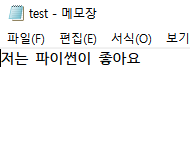 test - 메모장
파일(F) 편집(E) 서식(O) 보기
저는 파이썬이 좋아요